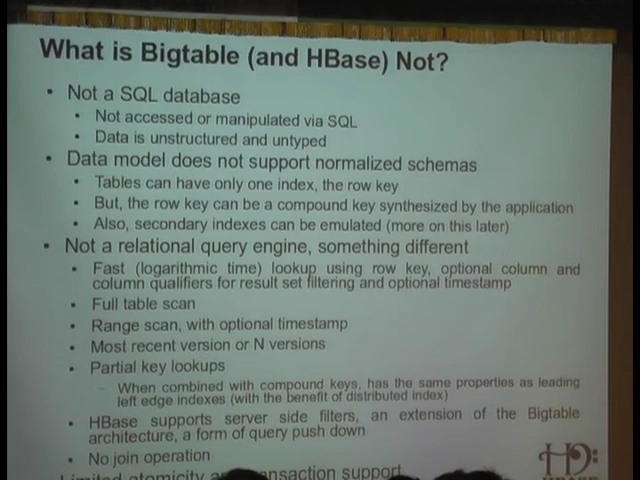 What is Bigtable (and HBase) Not?
• Not a SQL database
• Not accessed or manipulated via SQL
• Data is unstructured and untyped
• Data model does not support normalized schemas
• Tables can have only one index, the row key
• But, the row key can be a compound key synthesized by the application
• Also, secondary indexes can be emulated (more on this later)
• Not a relational query engine, something different
• Fast (logarithmic time) lookup using row key, optional column and
column qualifiers for result set filtering and optional timestamp
• Full table scan
• Range scan, with optional timestamp
• Most recent version or N versions
• Partial key lookups
– When combined with compound keys, has the same properties as leading
left edge indexes (with the benefit of distributed index)
• HBase supports server side filters, an extension of the Bigtable
architecture, a form of query push down
• No join operation
Limited atomicity transaction support
HBASE